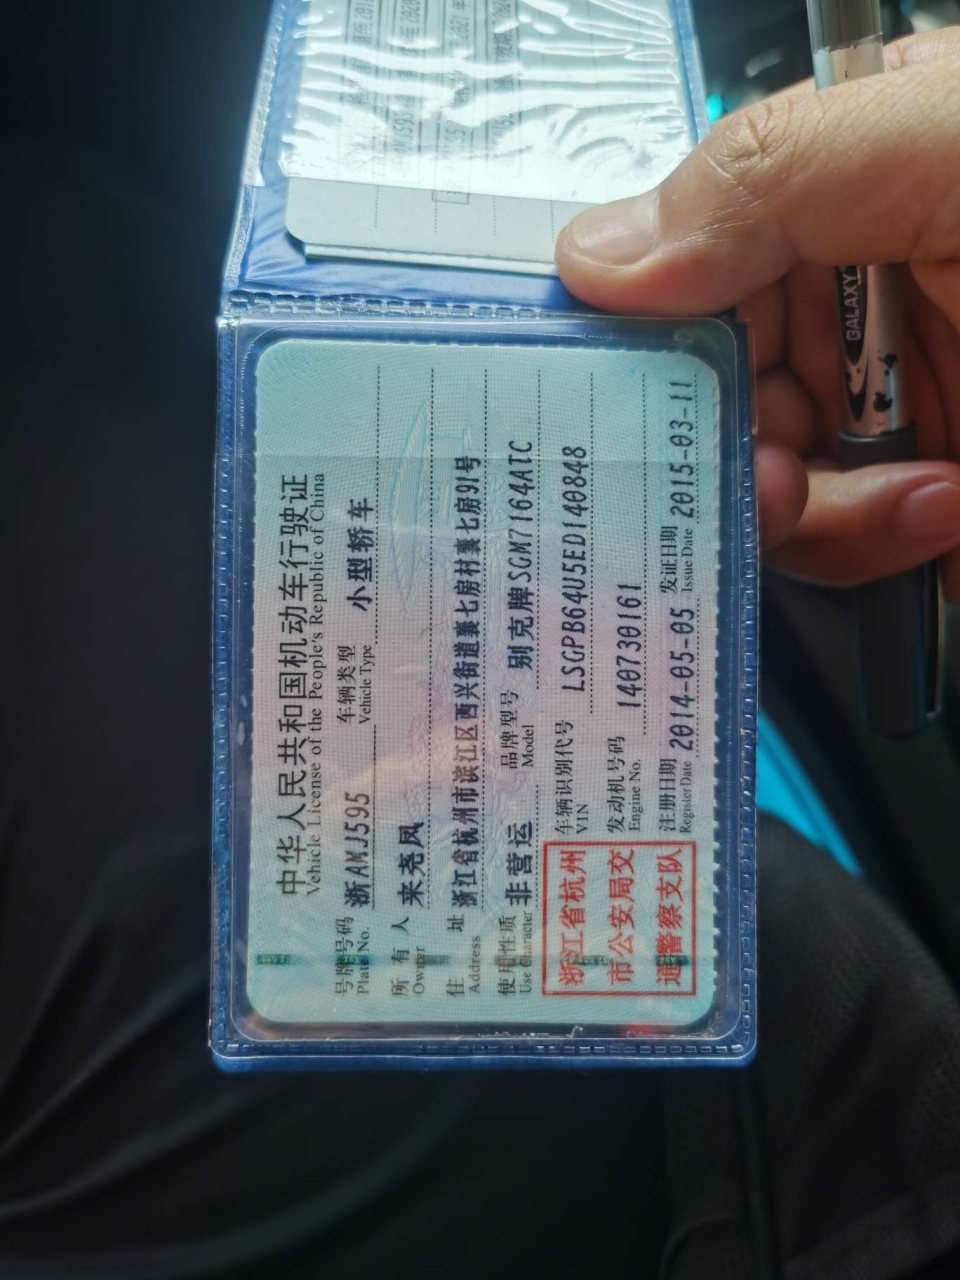 中华人民共和国机动车行驶证
Vehicle License of the People's Republic of China
号牌号码 浙AMJ595 车辆类型 小型轿车
Plate No. Vehicle Type
所有人 来尧凤
Owner
住址 浙江省杭州市滨江区西兴街道襄七房村襄七房91号
Address
使用性质 非营运 品牌型号 别克牌SGM7164ATC
Use Character Model
浙江省杭州
市公安局交
通警察支队
车辆识别代号 LSGPB64U5ED140848
VIN
发动机号码 140730161
Engine No.
注册日期 2014-05-05 发证日期 2015-03-11
Register Date Issue Date
GALAXY